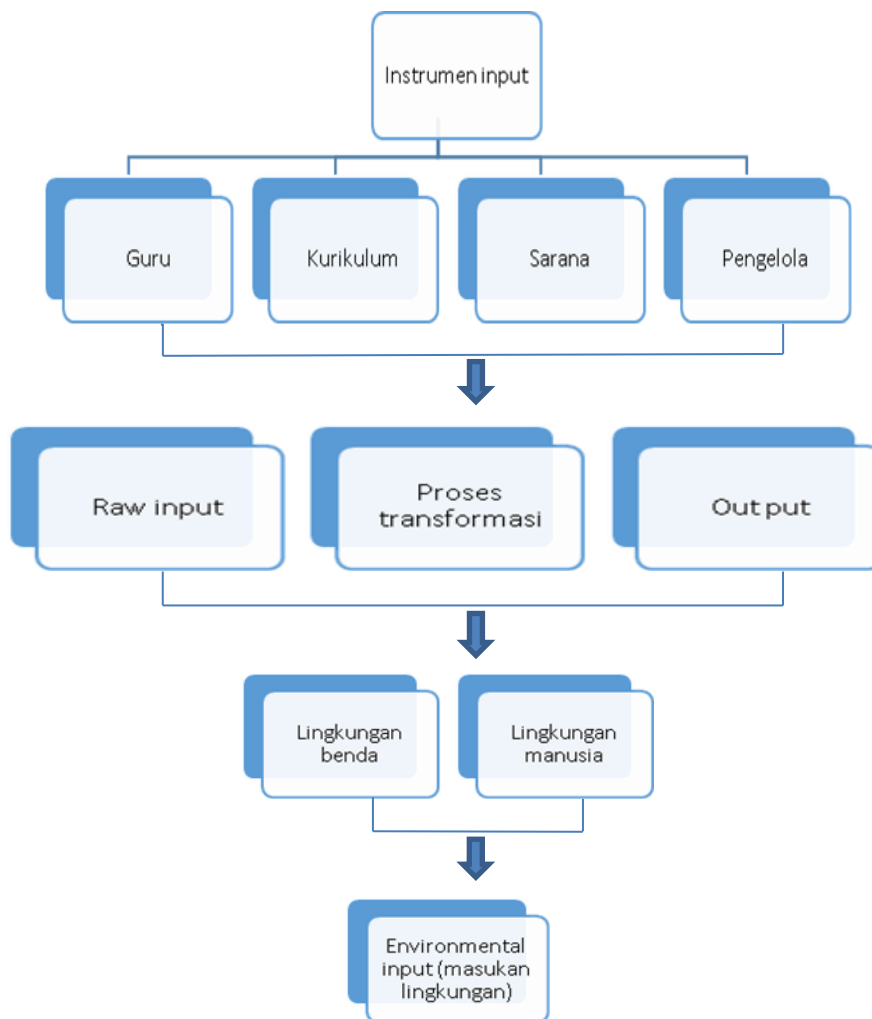 Instrumen input
Guru
Kurikulum
Sarana
Pengelola
Raw input
Proses
transformasi
Out put
Lingkungan
benda
Lingkungan
manusia
Environmental
input (masukan
lingkungan)